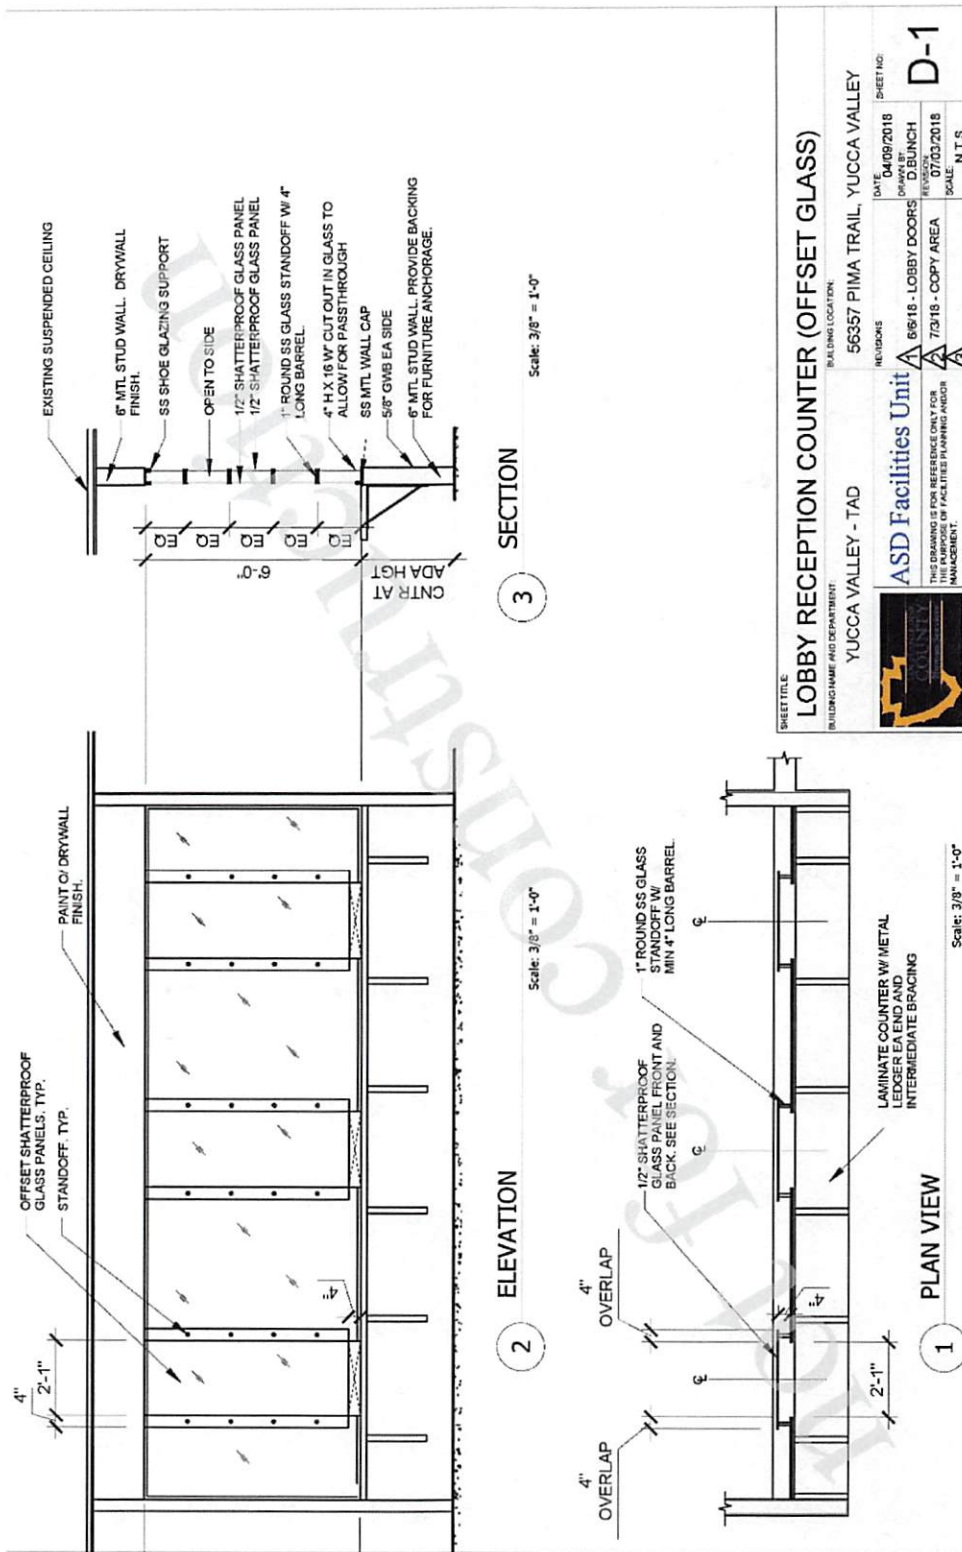 OFFSET SHATTERPROOF
GLASS PANELS. TYP.
STANDOFF. TYP.
PAINT O/ DRYWALL
FINISH.
4"
2'-1"
4"
2
ELEVATION
Scale: 3/8" = 1'-0"
EXISTING SUSPENDED CEILING
6" MTL STUD WALL. DRYWALL
FINISH.
SS SHOE GLAZING SUPPORT
OPEN TO SIDE
1/2" SHATTERPROOF GLASS PANEL
1/2" SHATTERPROOF GLASS PANEL
1" ROUND SS GLASS STANDOFF W/ 4"
LONG BARREL.
4" H X 16 W" CUT OUT IN GLASS TO
ALLOW FOR PASSTHROUGH
SS MTL WALL CAP
5/8" GWB EA SIDE
6" MTL STUD WALL. PROVIDE BACKING
FOR FURNITURE ANCHORAGE.
EQ
EQ
EQ
EQ
EQ
6'-0"
CNTR AT
ADA HGT
3
SECTION
Scale: 3/8" = 1'-0"
4"
OVERLAP
4"
OVERLAP
1/2" SHATTERPROOF
GLASS PANEL FRONT AND
BACK. SEE SECTION.
1" ROUND SS GLASS
STANDOFF W/
MIN 4" LONG BARREL.
4"
2'-1"
LAMINATE COUNTER W/ METAL
LEDGER EA END AND
INTERMEDIATE BRACING
1
PLAN VIEW
Scale: 3/8" = 1'-0"
not for construction
SHEET TITLE:
LOBBY RECEPTION COUNTER (OFFSET GLASS)
BUILDING NAME AND DEPARTMENT:
YUCCA VALLEY - TAD
BUILDING LOCATION:
56357 PIMA TRAIL, YUCCA VALLEY
COUNTY
ASD Facilities Unit
THIS DRAWING IS FOR REFERENCE ONLY FOR
THE PURPOSE OF FACILITIES PLANNING AND/OR
MANAGEMENT.
REVISIONS
1 6/6/18 - LOBBY DOORS
2 7/3/18 - COPY AREA
3
DATE:
04/09/2018
DRAWN BY:
D.BUNCH
REVISION:
07/03/2018
SCALE:
N.T.S.
SHEET NO:
D-1